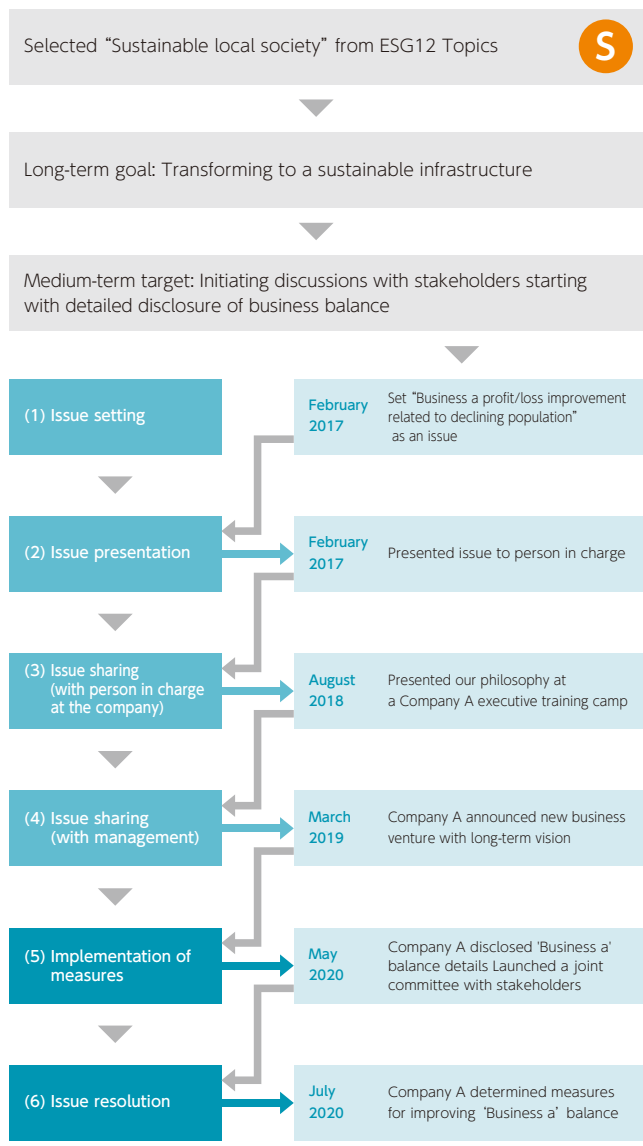 Selected “Sustainable local society” from ESG12 Topics
S
Long-term goal: Transforming to a sustainable infrastructure
Medium-term target: Initiating discussions with stakeholders starting
with detailed disclosure of business balance
(1) Issue setting
February
2017
Set “Business a profit/loss improvement
related to declining population”
as an issue
(2) Issue presentation
February
2017
Presented issue to person in charge
(3) Issue sharing
(with person in charge
at the company)
August
2018
Presented our philosophy at
a Company A executive training camp
(4) Issue sharing
(with management)
March
2019
Company A announced new business
venture with long-term vision
(5) Implementation of
measures
May
2020
Company A disclosed 'Business a'
balance details Launched a joint
committee with stakeholders
(6) Issue resolution
July
2020
Company A determined measures
for improving ‘Business a’ balance